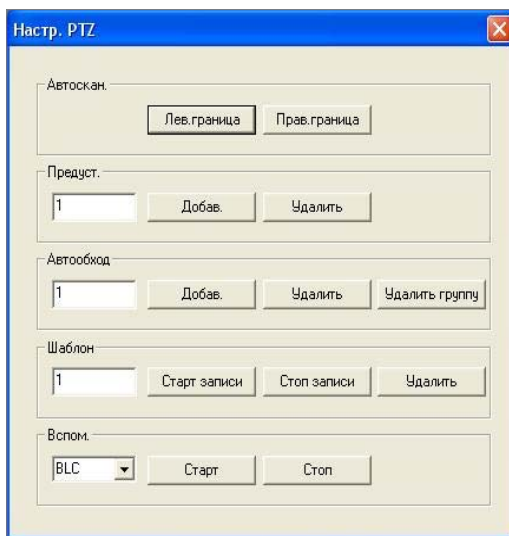 Настр. PTZ
Автоскан.
Лев.граница Прав.граница
Предуст.
1 Добав. Удалить
Автообход
1 Добав. Удалить Удалить группу
Шаблон
1 Старт записи Стоп записи Удалить
Вспом.
BLC Старт Стоп